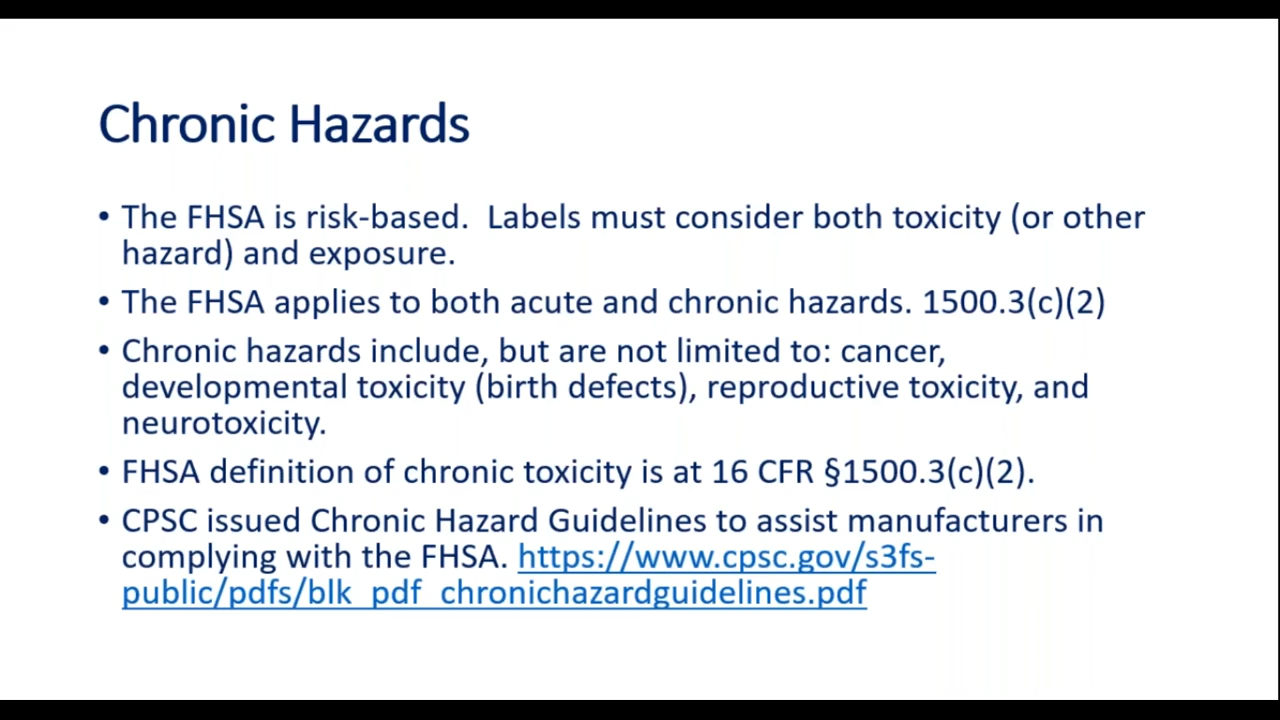 Chronic Hazards
• The FHSA is risk-based.  Labels must consider both toxicity (or other
hazard) and exposure.
• The FHSA applies to both acute and chronic hazards. 1500.3(c)(2)
• Chronic hazards include, but are not limited to: cancer,
developmental toxicity (birth defects), reproductive toxicity, and
neurotoxicity.
• FHSA definition of chronic toxicity is at 16 CFR §1500.3(c)(2).
• CPSC issued Chronic Hazard Guidelines to assist manufacturers in
complying with the FHSA. https://www.cpsc.gov/s3fs-
public/pdfs/blk_pdf_chronichazardguidelines.pdf